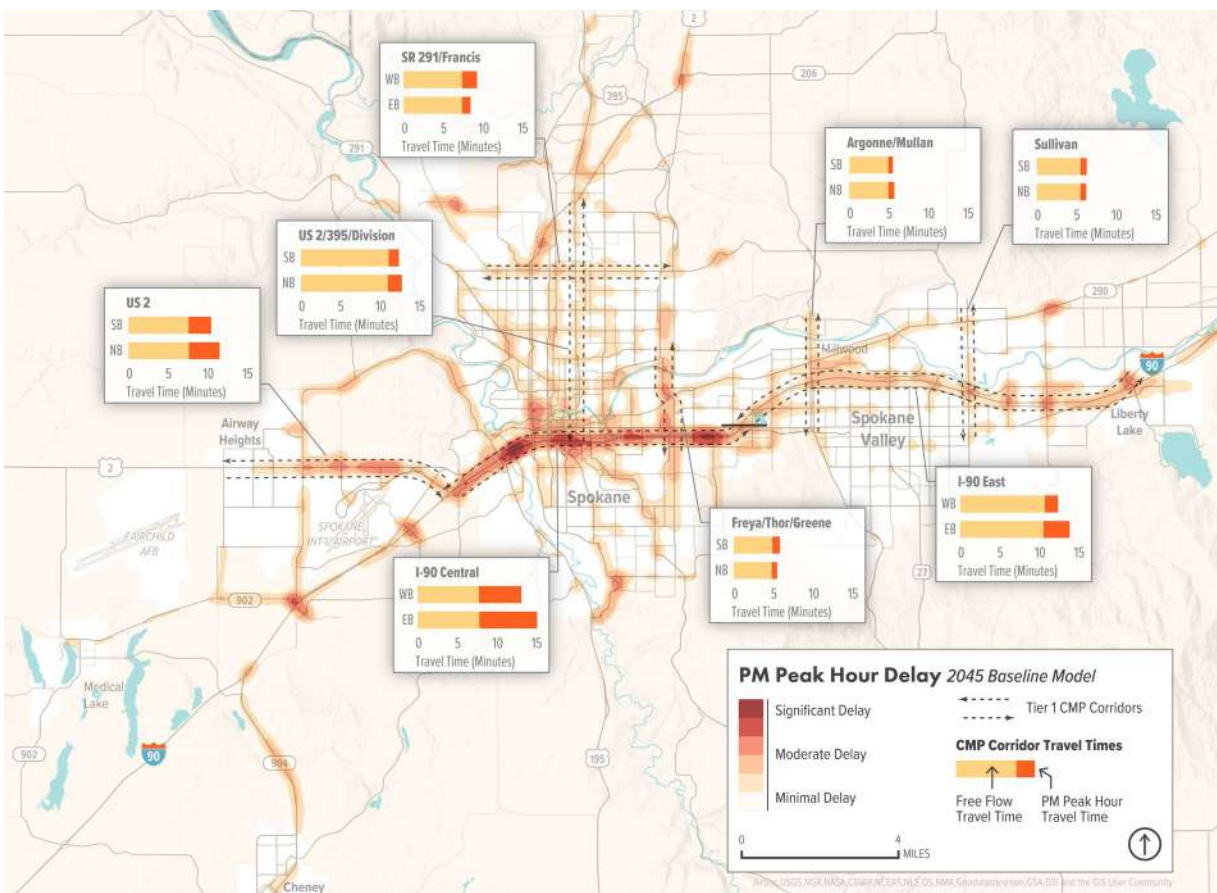 2
SR 291/Francis
WB
EB
0 5 10 15
Travel Time (Minutes)
206
395
291
Argonne/Mullan
SB
NB
0 5 10 15
Travel Time (Minutes)
Sullivan
SB
NB
0 5 10 15
Travel Time (Minutes)
US 2/395/Division
SB
NB
0 5 10 15
Travel Time (Minutes)
US 2
SB
NB
0 5 10 15
Travel Time (Minutes)
290
Millwood
90
Airway
Heights
Spokane
Valley
Liberty
Lake
2
Spokane
SPOKANE
INT'L AIRPORT
FAIRCHILD
AFB
I-90 East
WB
EB
0 5 10 15
Travel Time (Minutes)
Freya/Thor/Greene
SB
NB
0 5 10 15
Travel Time (Minutes)
27
I-90 Central
WB
EB
0 5 10 15
Travel Time (Minutes)
902
Medical
Lake
902
90
904
195
Cheney
PM Peak Hour Delay 2045 Baseline Model
Significant Delay
Moderate Delay
Minimal Delay
Tier 1 CMP Corridors
CMP Corridor Travel Times
Free Flow
Travel Time
PM Peak Hour
Travel Time
0 4
MILES
and the GIS User Community